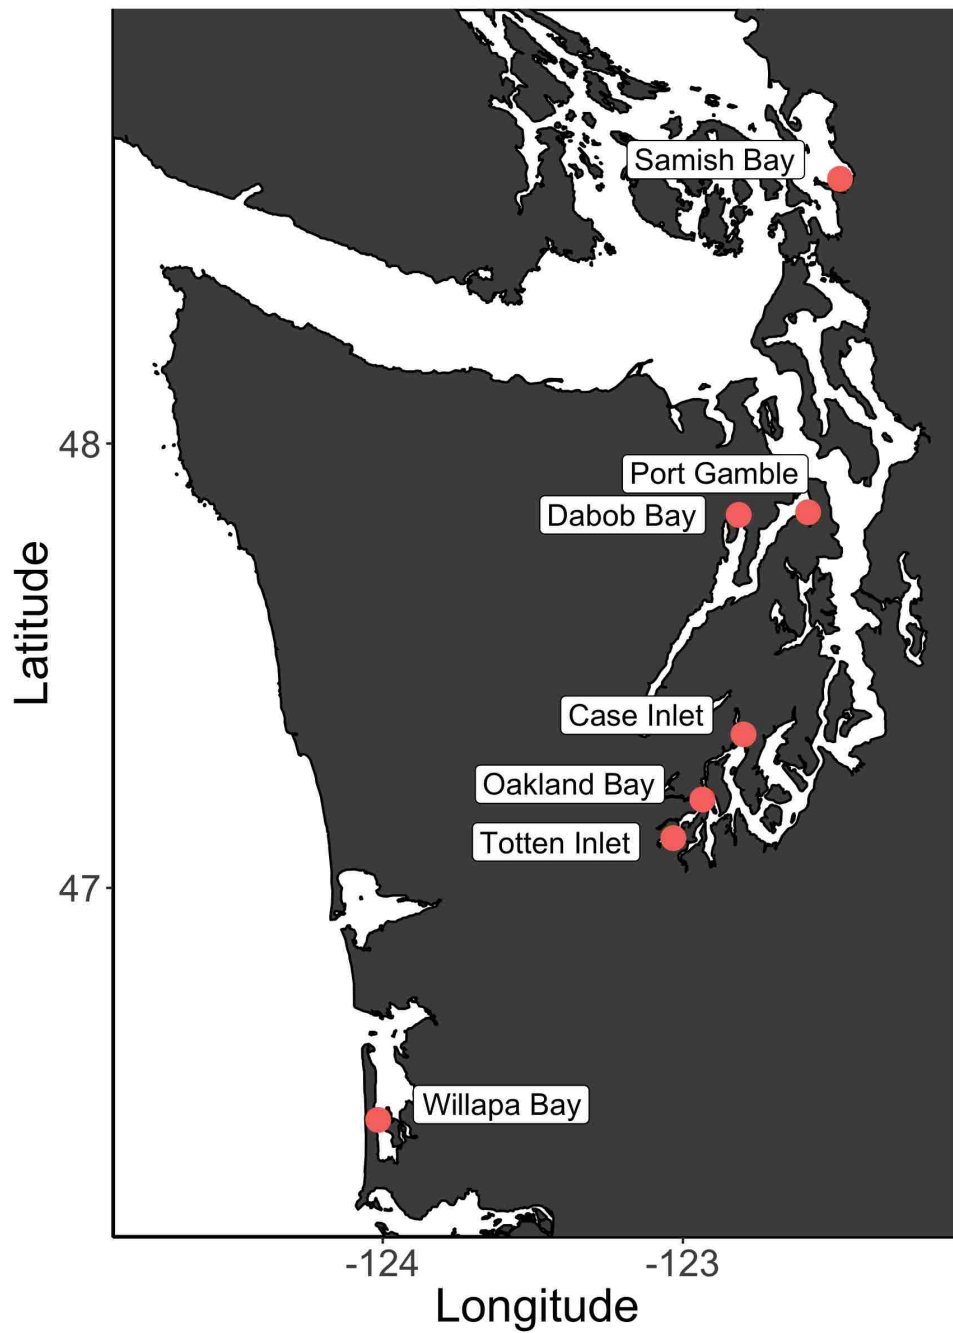 Samish Bay
48
Port Gamble
Dabob Bay
Latitude
Case Inlet
Oakland Bay
Totten Inlet
47
Willapa Bay
-124
-123
Longitude